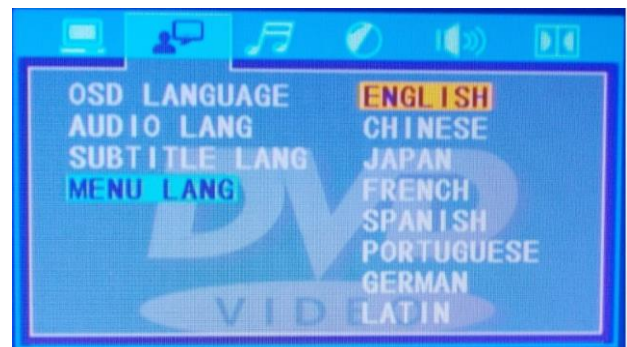 OSD LANGUAGE
AUDIO LANG
SUBTITLE LANG
MENU LANG
ENGLISH
CHINESE
JAPAN
FRENCH
SPANISH
PORTUGUESE
GERMAN
LATIN
DVD
VIDEO